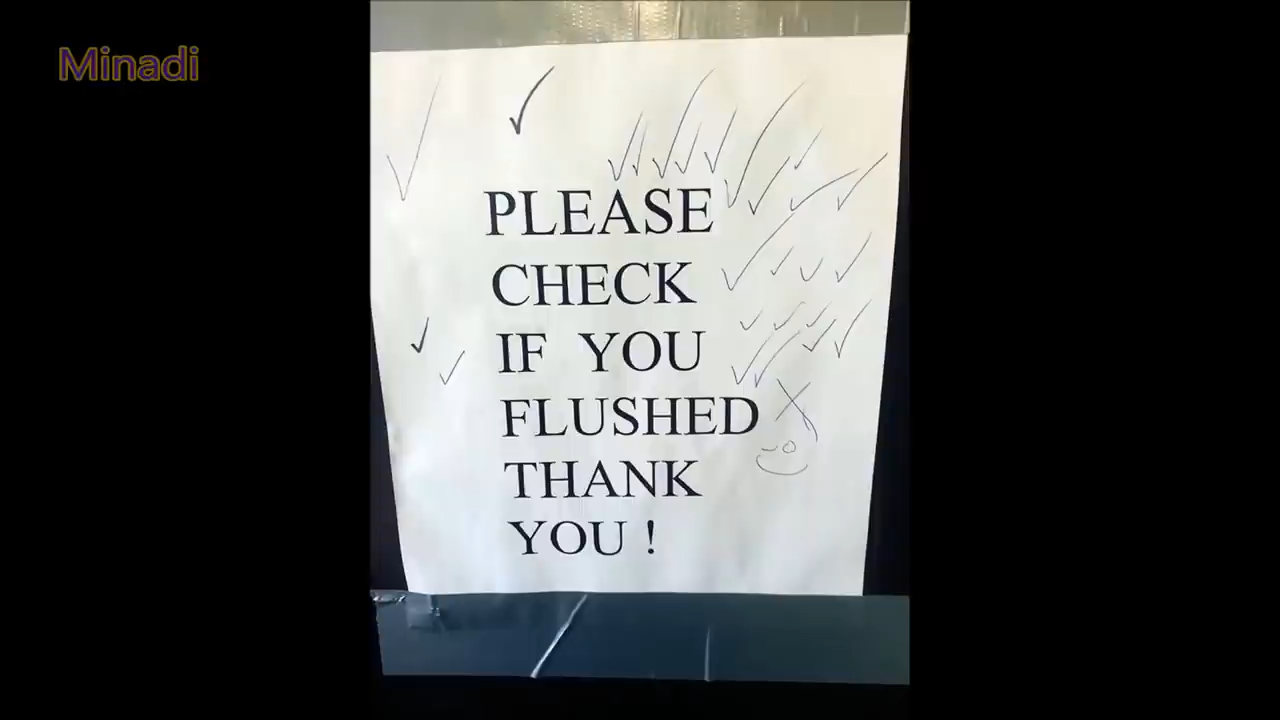 Minadi
PLEASE
CHECK
IF YOU
FLUSHED
THANK
YOU !